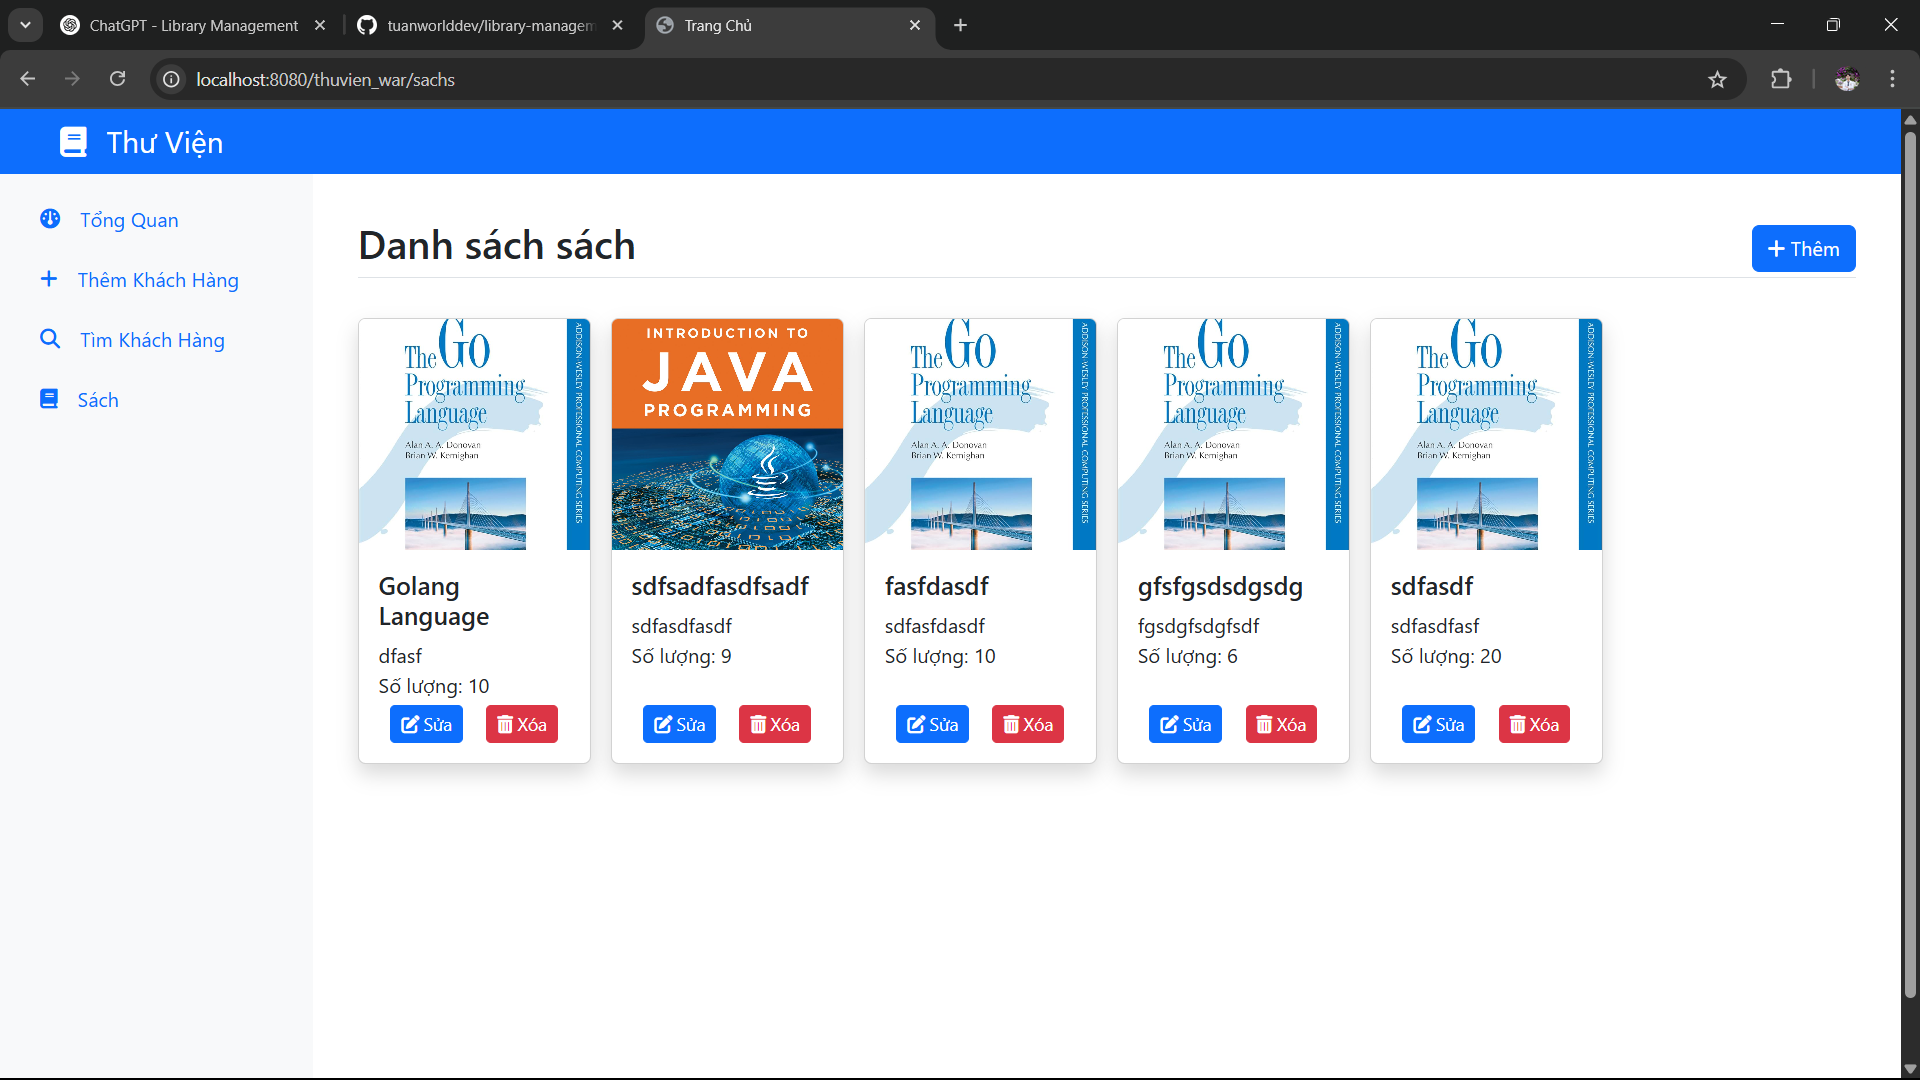 ChatGPT - Library Management
tuanworlddev/library-managem
Trang Chủ
localhost:8080/thuvien_war/sachs
Thư Viện
Tổng Quan
Thêm Khách Hàng
Tìm Khách Hàng
Sách
Danh sách sách
Thêm
The Go
Programming
Language
Alan A. A. Donovan
Brian W. Kernighan
ADDISON-WESLEY PROFESSIONAL COMPUTING SERIES
Golang
Language
dfasf
Số lượng: 10
Sửa
Xóa
INTRODUCTION TO
JAVA
PROGRAMMING
sdfsadfasdfsadf
sdfasdfasdf
Số lượng: 9
Sửa
Xóa
The Go
Programming
Language
Alan A. A. Donovan
Brian W. Kernighan
ADDISON-WESLEY PROFESSIONAL COMPUTING SERIES
fasfdasdf
sdfasfdasdf
Số lượng: 10
Sửa
Xóa
The Go
Programming
Language
Alan A. A. Donovan
Brian W. Kernighan
ADDISON-WESLEY PROFESSIONAL COMPUTING SERIES
gfsfgsdsdgsdg
fgsdgfsdgfsdf
Số lượng: 6
Sửa
Xóa
The Go
Programming
Language
Alan A. A. Donovan
Brian W. Kernighan
ADDISON-WESLEY PROFESSIONAL COMPUTING SERIES
sdfasdf
sdfasdfasf
Số lượng: 20
Sửa
Xóa